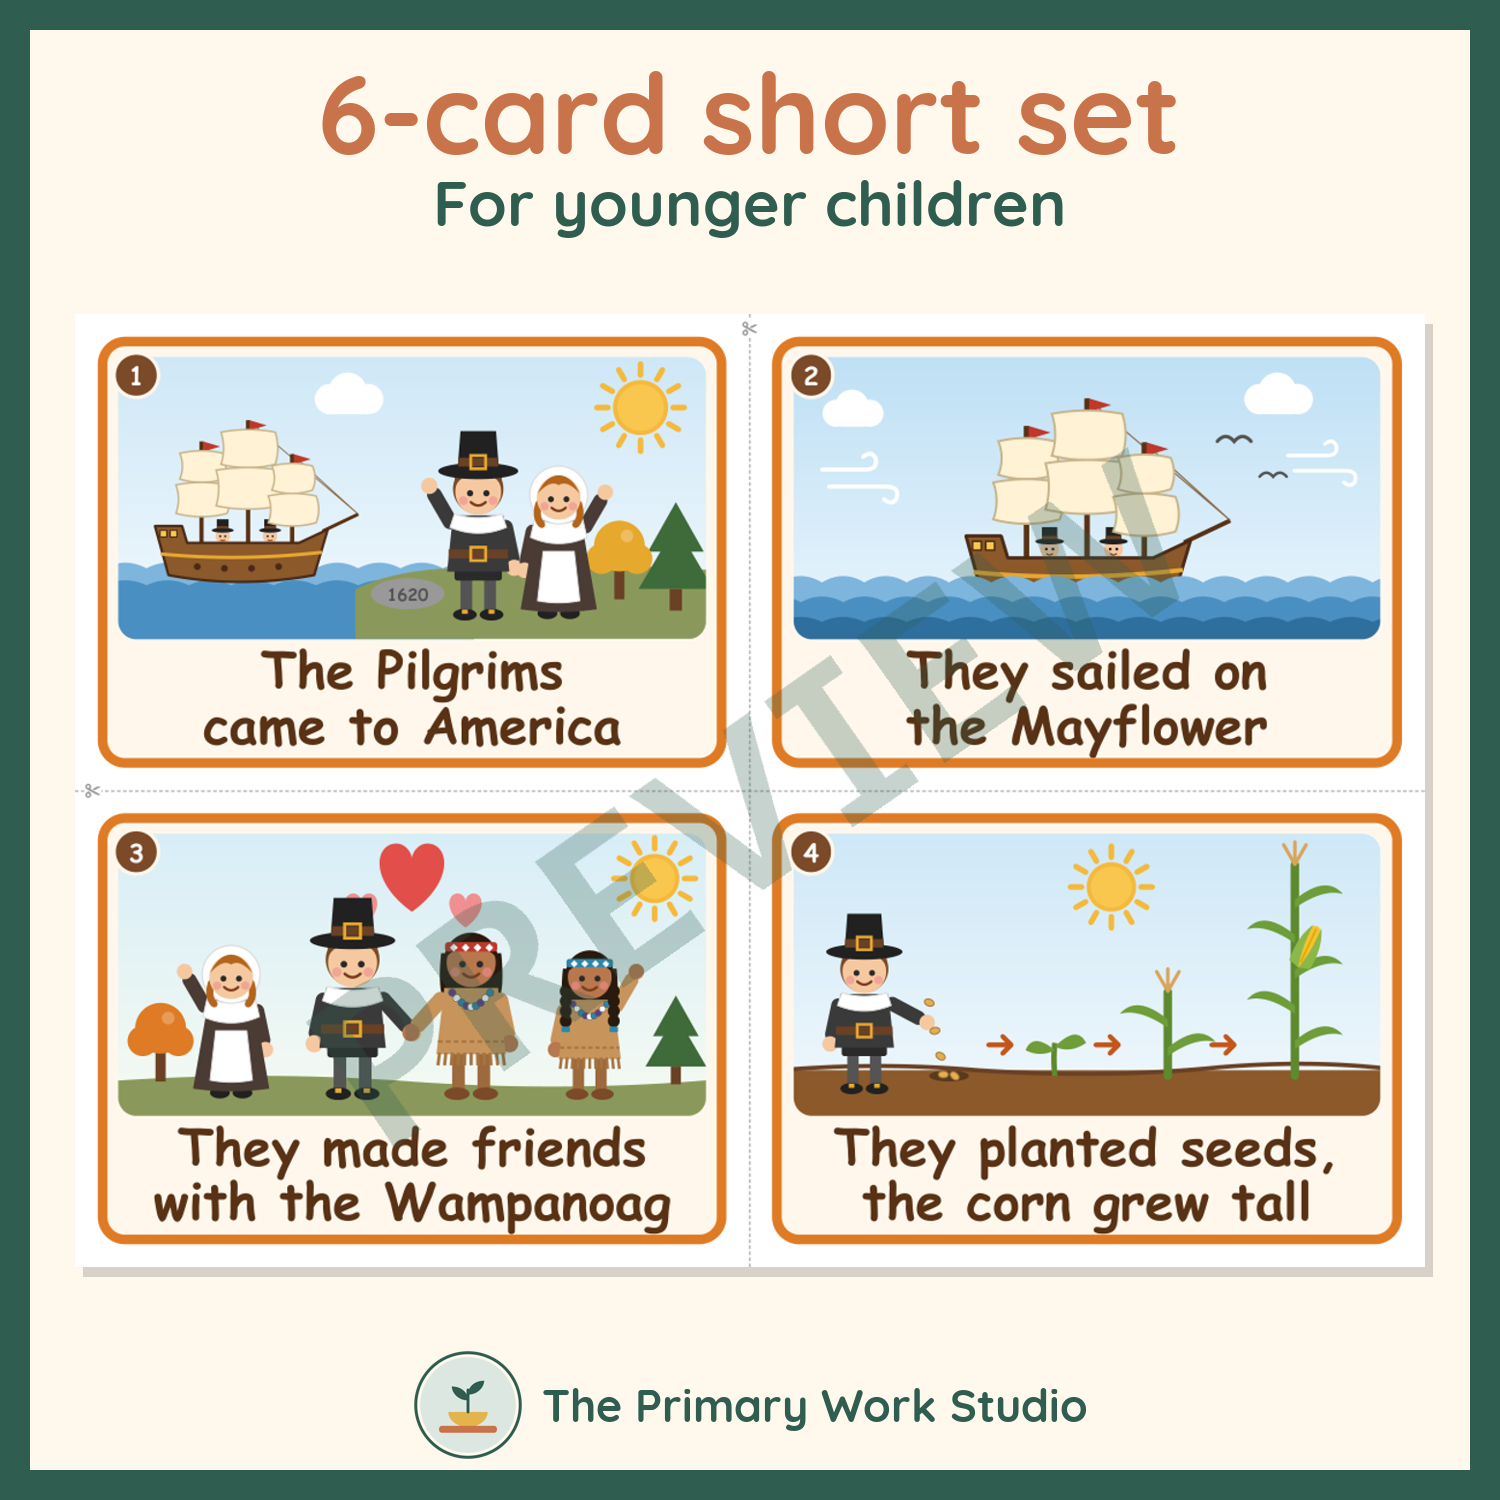 6-card short set
For younger children
1
1620
The Pilgrims
came to America
2
They sailed on
the Mayflower
3
They made friends
with the Wampanoag
4
They planted seeds,
the corn grew tall
PREVIEW
The Primary Work Studio